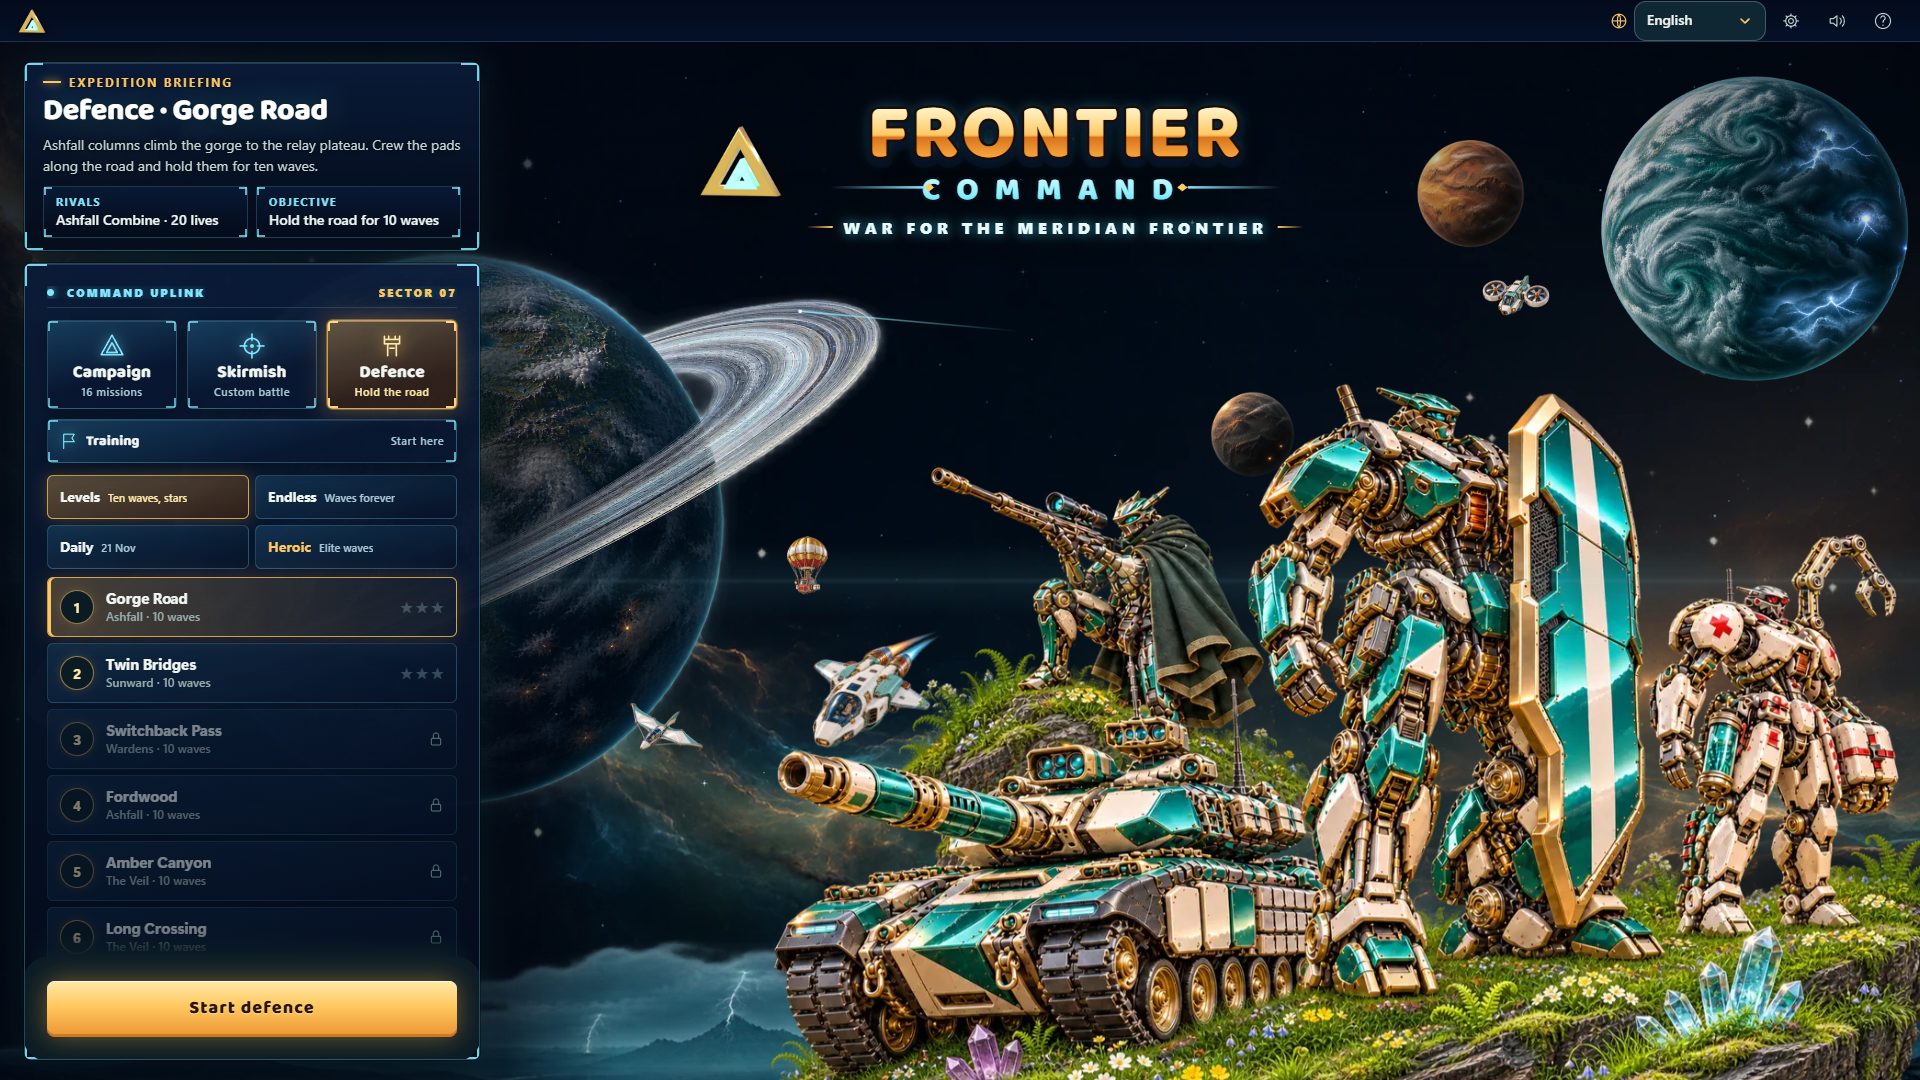 English
EXPEDITION BRIEFING
Defence · Gorge Road
Ashfall columns climb the gorge to the relay plateau. Crew the pads
along the road and hold them for ten waves.
RIVALS
Ashfall Combine · 20 lives
OBJECTIVE
Hold the road for 10 waves
COMMAND UPLINK
SECTOR 07
Campaign
16 missions
Skirmish
Custom battle
Defence
Hold the road
Training
Start here
Levels Ten waves, stars
Endless Waves forever
Daily 21 Nov
Heroic Elite waves
1
Gorge Road
Ashfall · 10 waves
2
Twin Bridges
Sunward · 10 waves
3
Switchback Pass
Wardens · 10 waves
4
Fordwood
Ashfall · 10 waves
5
Amber Canyon
The Veil · 10 waves
6
Long Crossing
The Veil · 10 waves
Start defence
FRONTIER
COMMAND
WAR FOR THE MERIDIAN FRONTIER